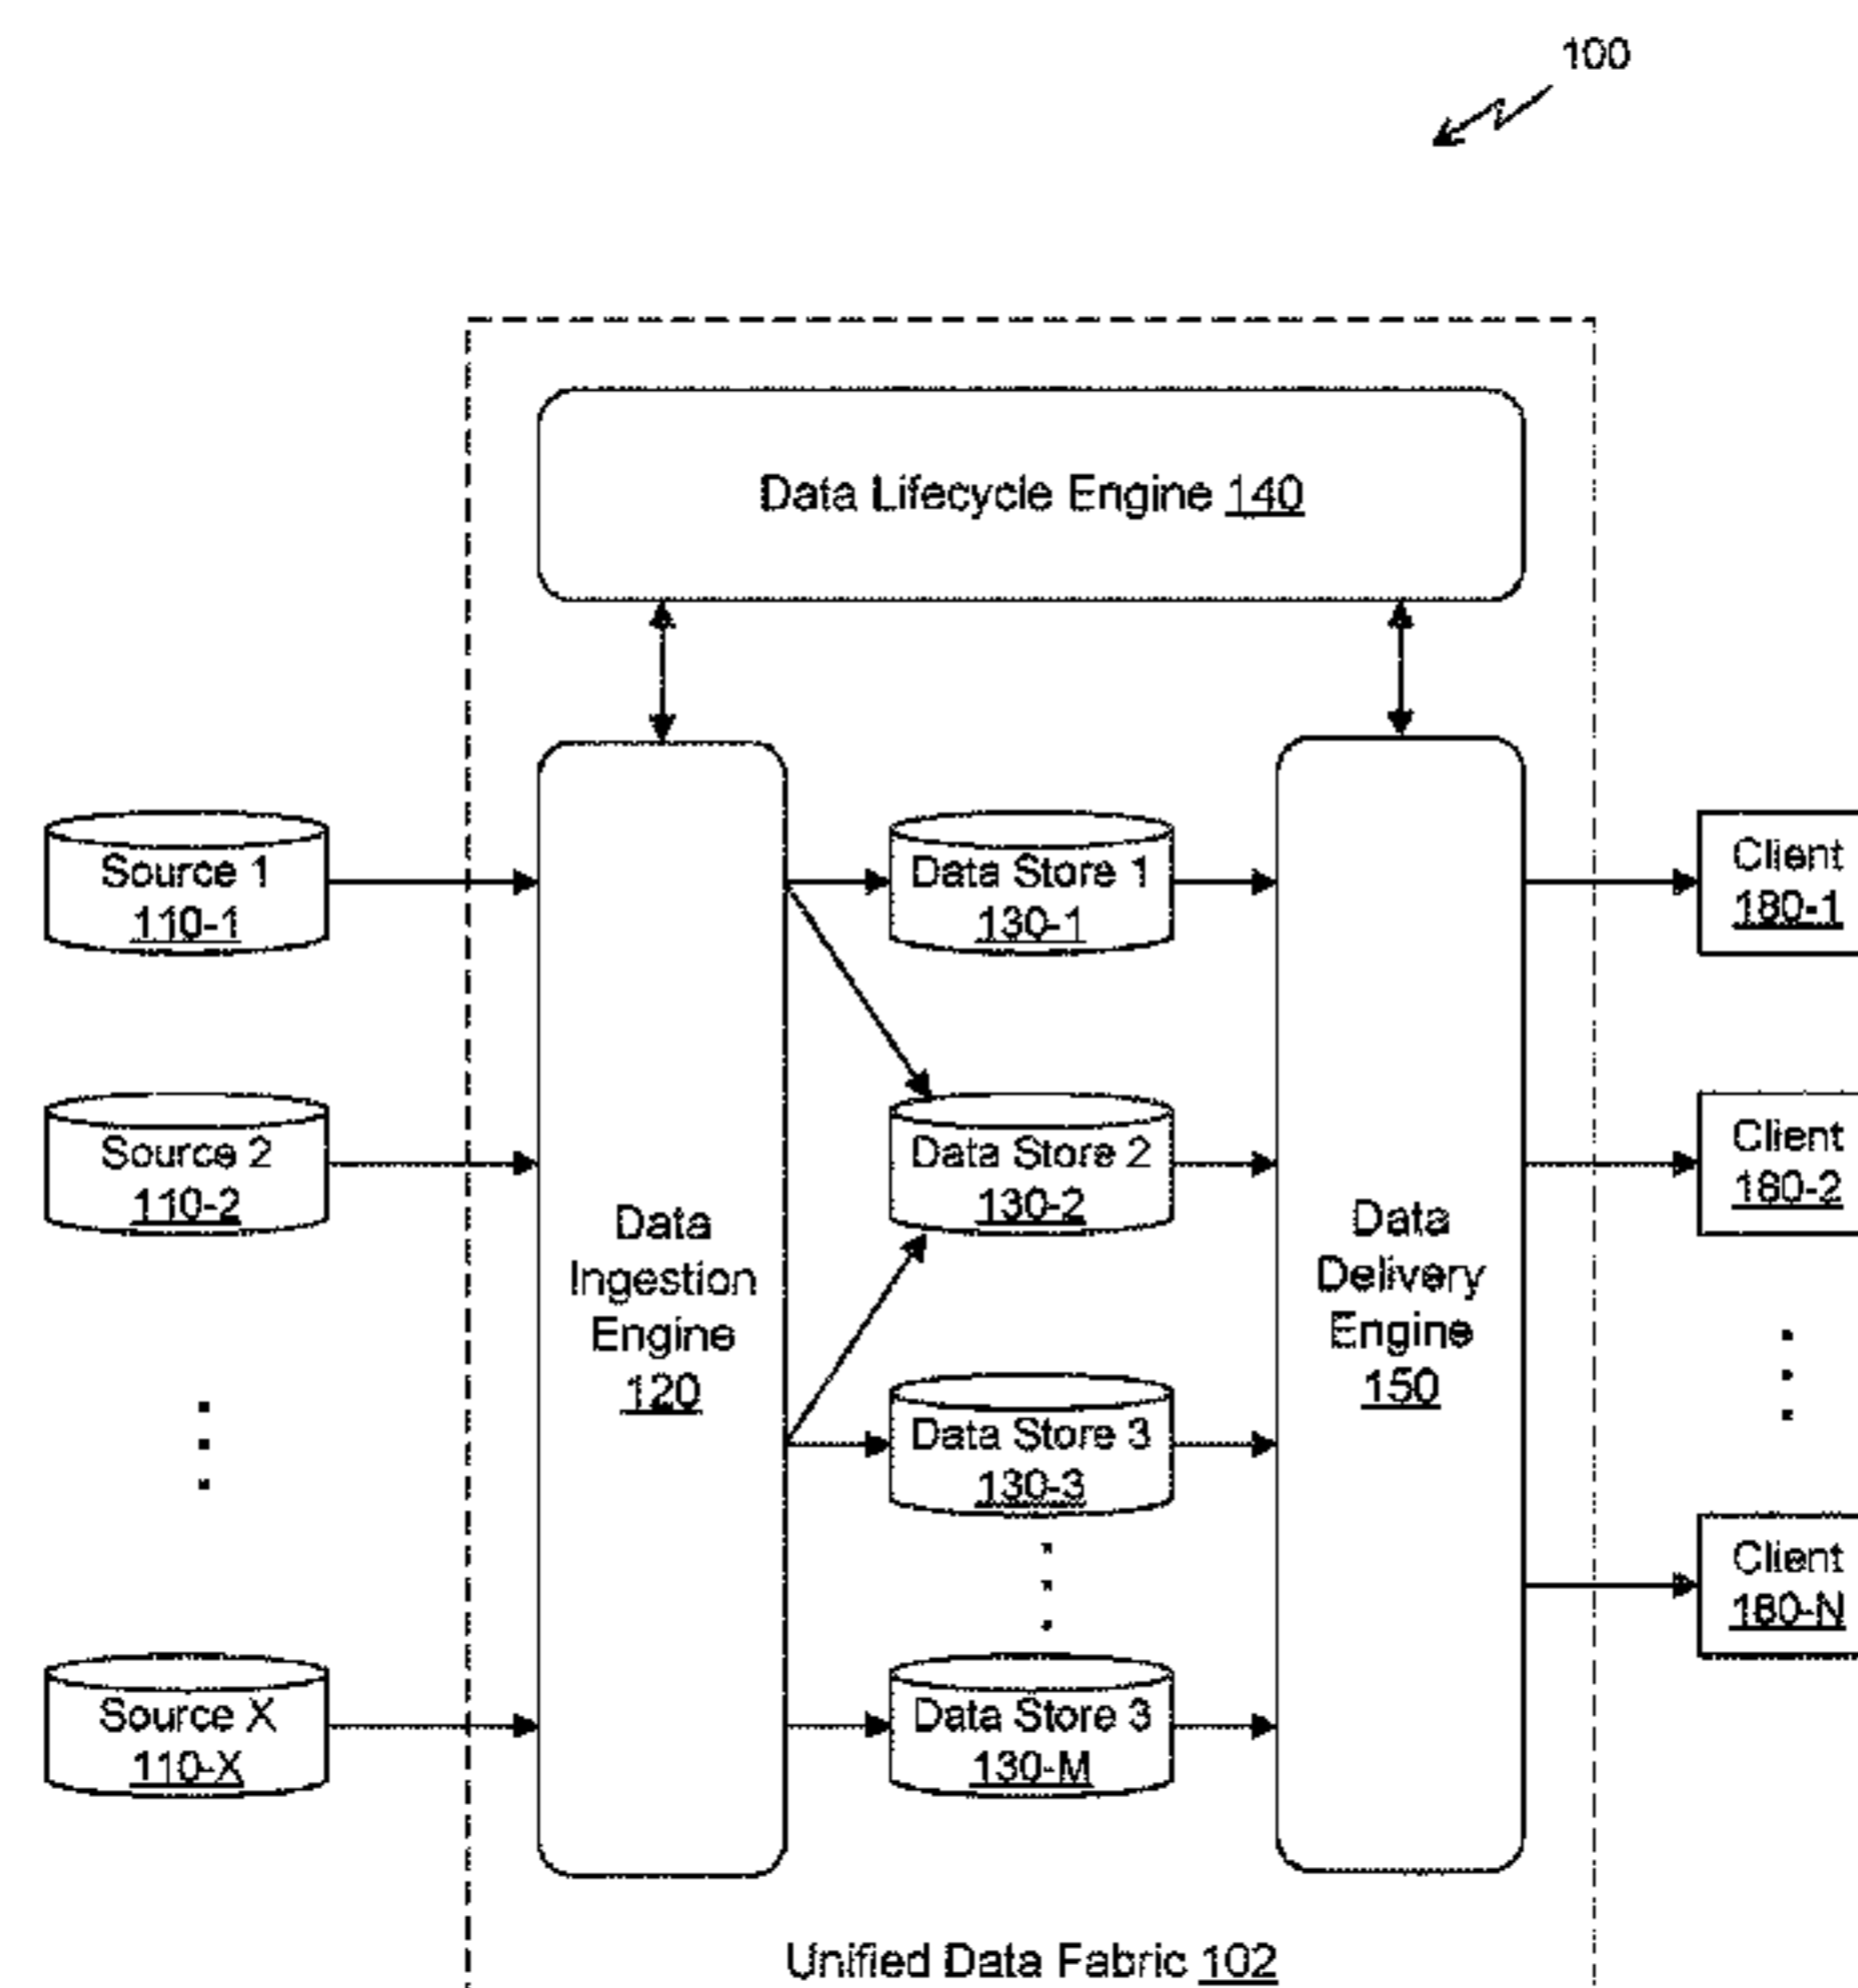 100
Data Lifecycle Engine 140
Source 1
110-1
Data Store 1
130-1
Client
180-1
Source 2
110-2
Data Store 2
130-2
Client
180-2
Data
Ingestion
Engine
120
Data
Delivery
Engine
150
Data Store 3
130-3
Client
180-N
Source X
110-X
Data Store 3
130-M
Unified Data Fabric 102